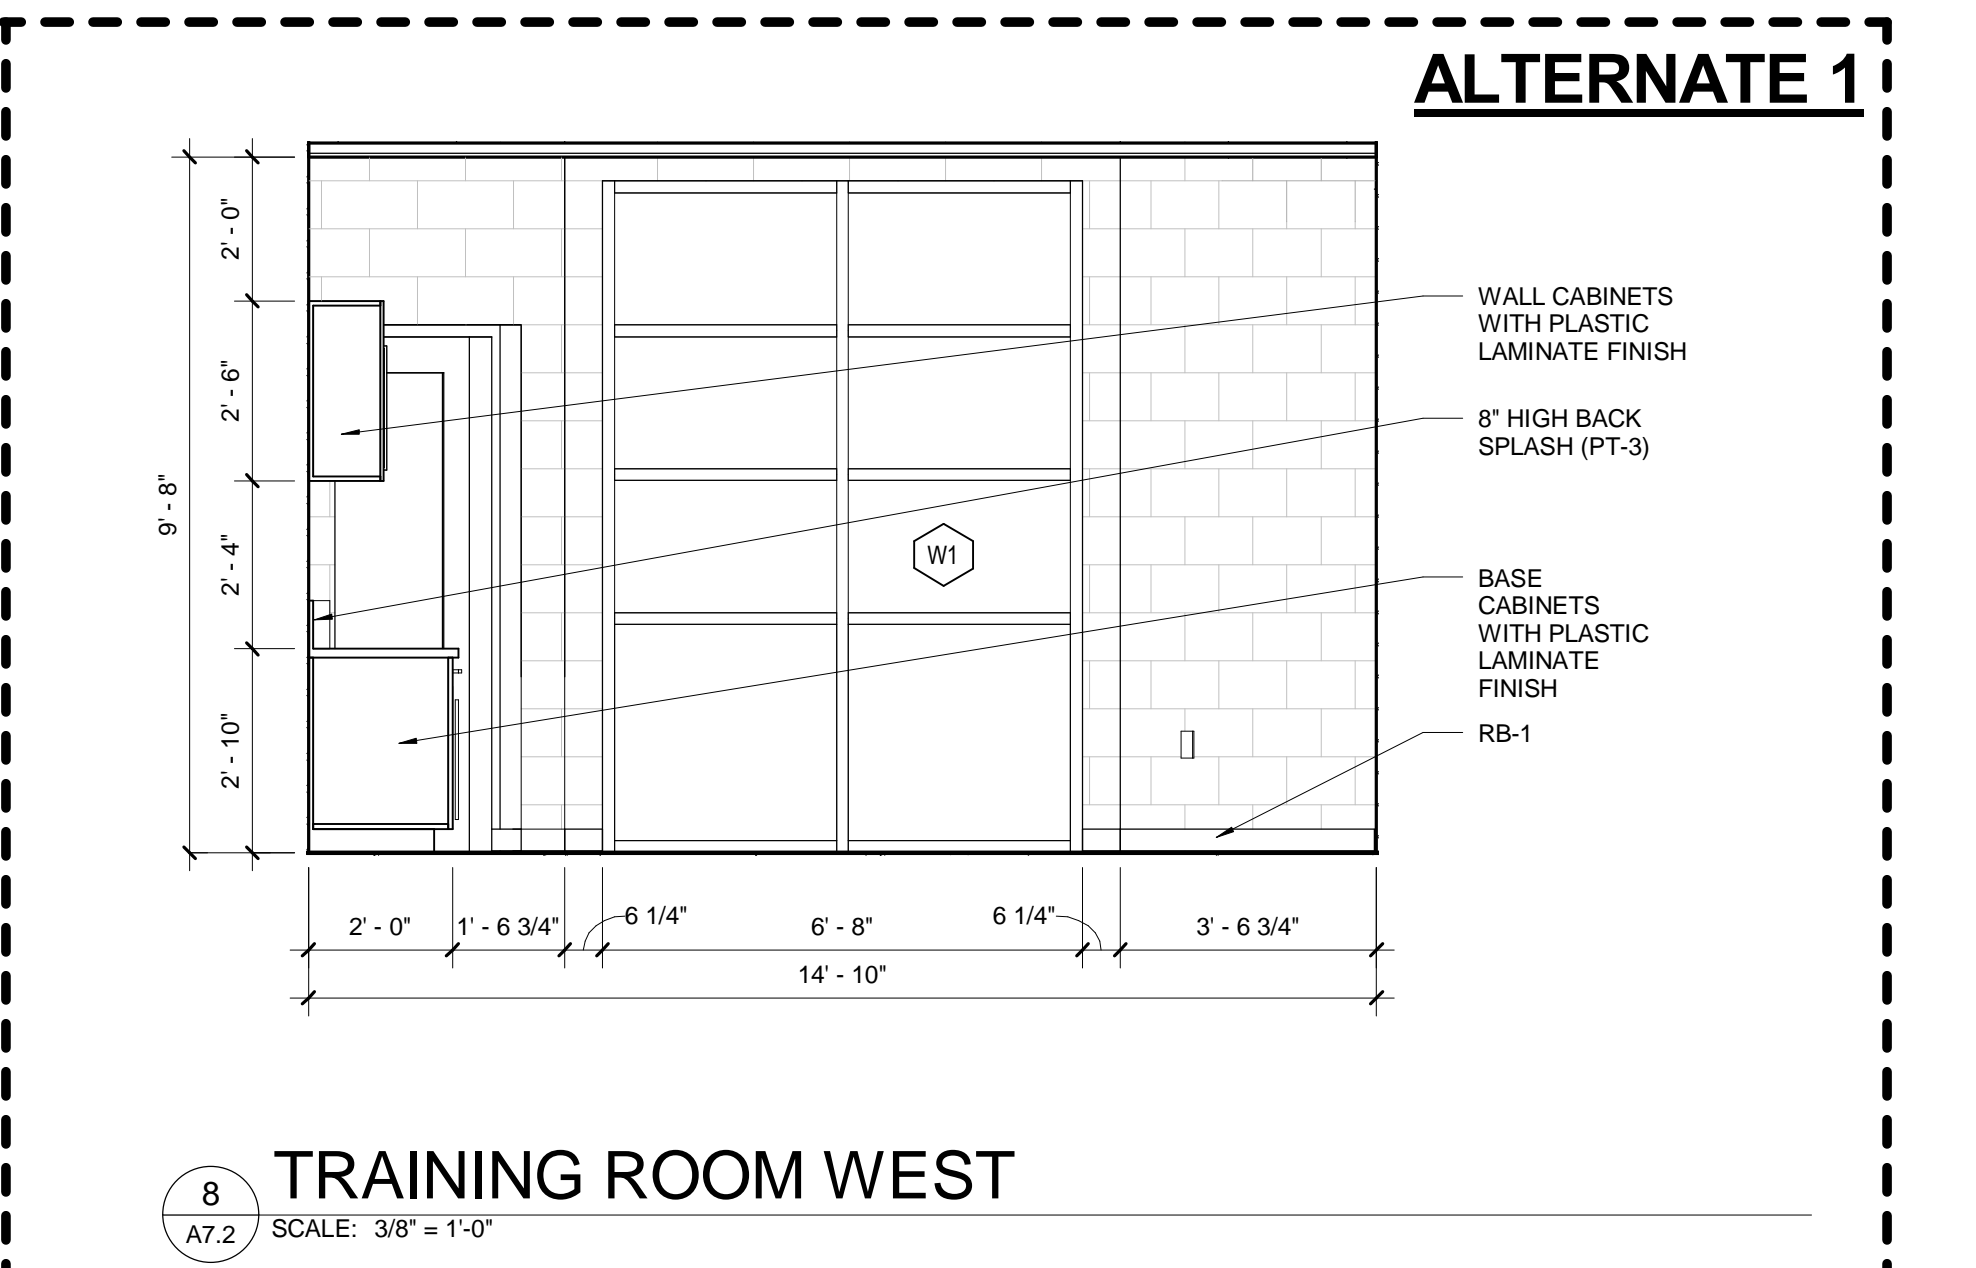 ALTERNATE 1
2' - 0"
2' - 6"
2' - 4"
2' - 10"
9' - 8"
WALL CABINETS
WITH PLASTIC
LAMINATE FINISH
8" HIGH BACK
SPLASH (PT-3)
W1
BASE
CABINETS
WITH PLASTIC
LAMINATE
FINISH
RB-1
2' - 0"
1' - 6 3/4"
6 1/4"
6' - 8"
6 1/4"
3' - 6 3/4"
14' - 10"
8
A7.2
TRAINING ROOM WEST
SCALE: 3/8" = 1'-0"